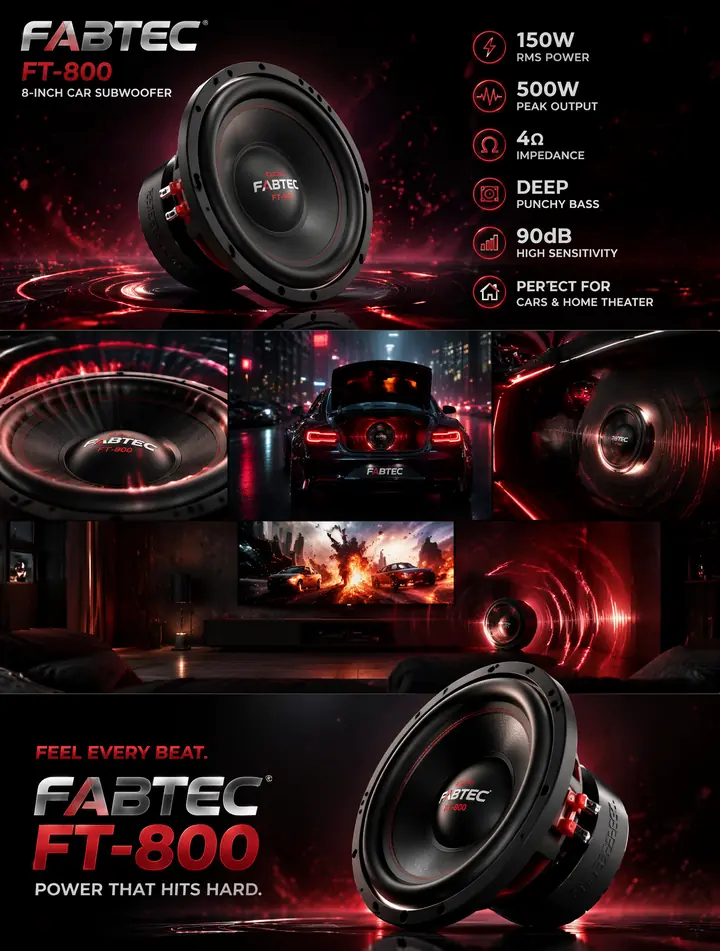 FABTEC®
FT-800
8-INCH CAR SUBWOOFER
150W
RMS POWER
500W
PEAK OUTPUT
4Ω
IMPEDANCE
DEEP
PUNCHY BASS
90dB
HIGH SENSITIVITY
PERFECT FOR
CARS & HOME THEATER
FABTEC
FABTEC
FT-800
FABTEC
FABTEC
FEEL EVERY BEAT.
FABTEC®
FT-800
POWER THAT HITS HARD.
FABTEC
FT-800